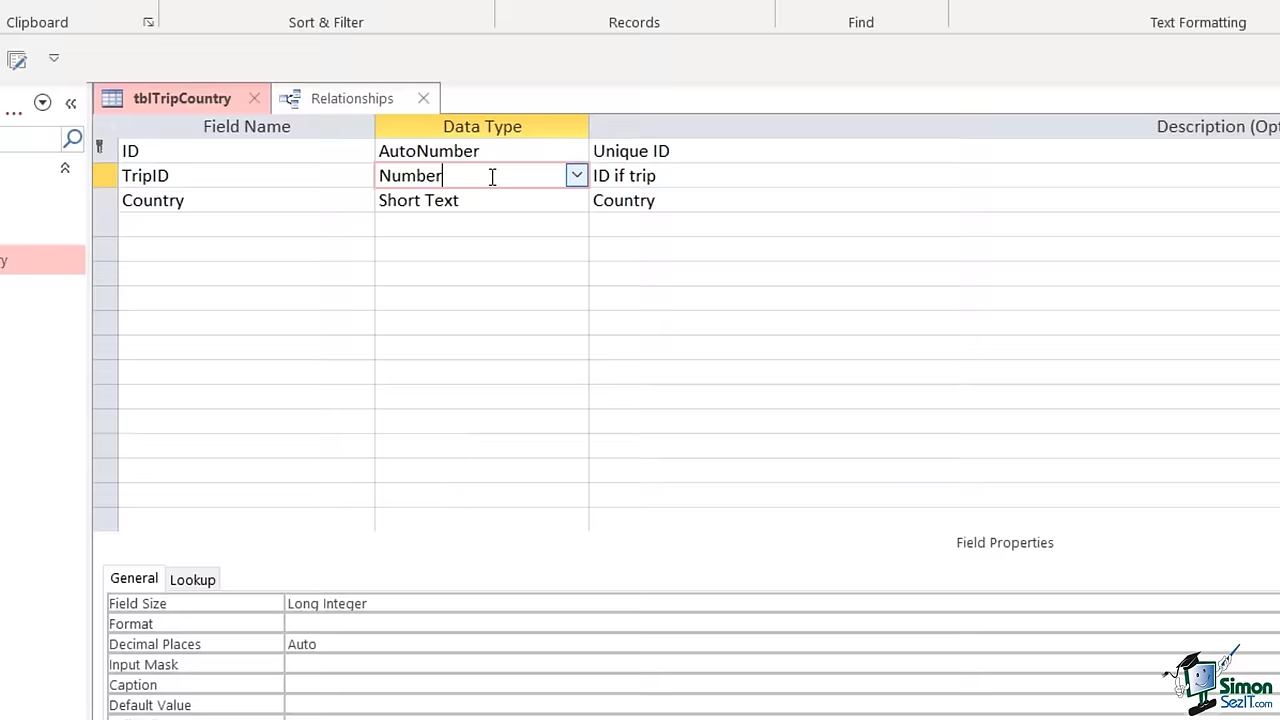 Clipboard Sort & Filter Records Find Text Formatting
tblTripCountry Relationships
Field Name Data Type Description (Opt
ID AutoNumber Unique ID
TripID Number ID if trip
Country Short Text Country
y
Field Properties
General Lookup
Field Size Long Integer
Format
Decimal Places Auto
Input Mask
Caption
Default Value
Simon
SezIT.com